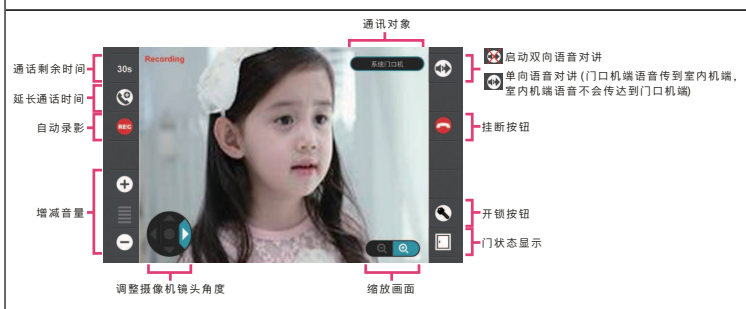 通讯对象
通话剩余时间
30s
Recording
系统门口机
启动双向语音对讲
单向语音对讲(门口机端语音传到室内机端,
室内机端语音不会传达到门口机端)
延长通话时间
自动录影
REC
挂断按钮
增减音量
开锁按钮
门状态显示
调整摄像机镜头角度
缩放画面